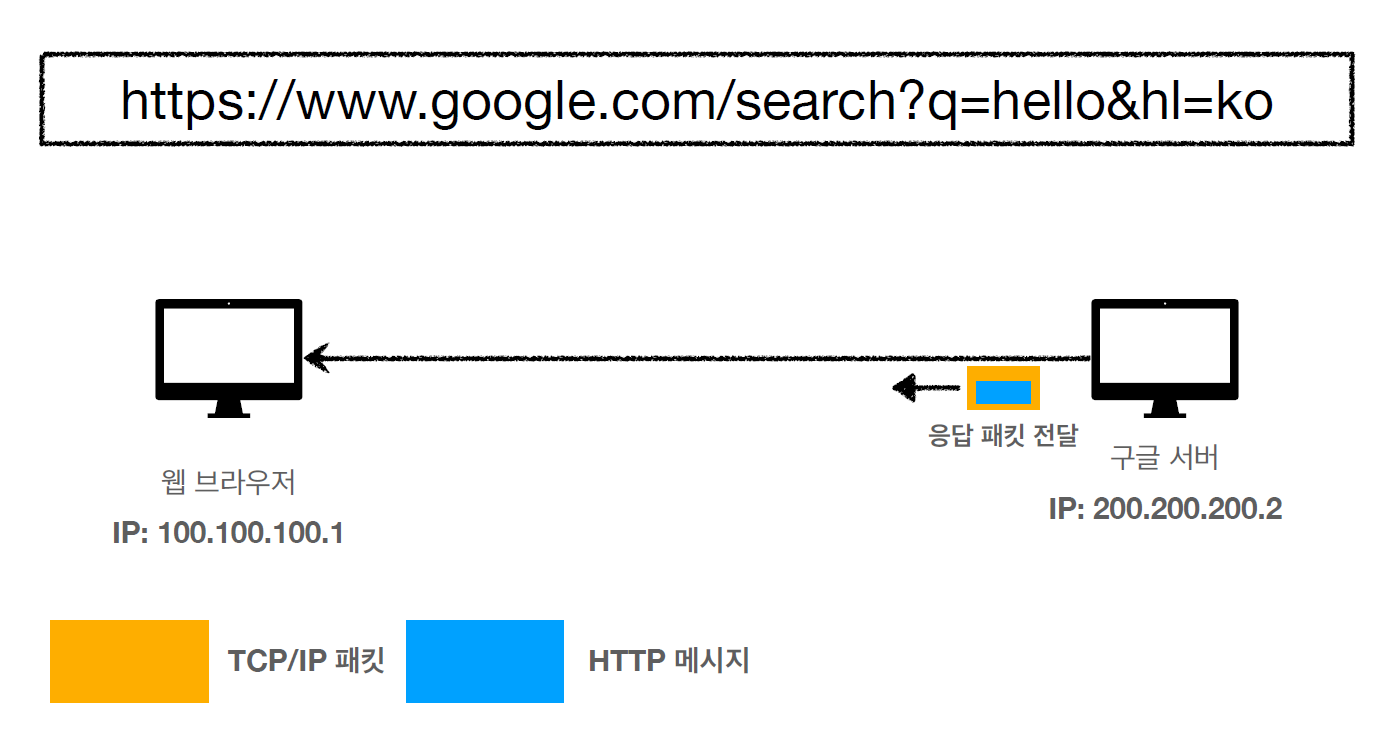 https://www.google.com/search?q=hello&hl=ko
응답 패킷 전달
웹 브라우저
IP: 100.100.100.1
구글 서버
IP: 200.200.200.2
TCP/IP 패킷
HTTP 메시지